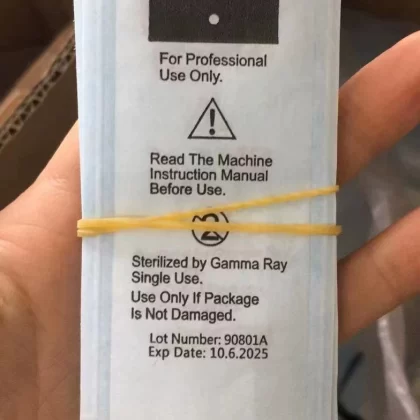 For Professional
Use Only.
Read The Machine
Instruction Manual
Before Use.
2
Sterilized by Gamma Ray
Single Use.
Use Only If Package
Is Not Damaged.
Lot Number: 90801A
Exp Date: 10.6.2025